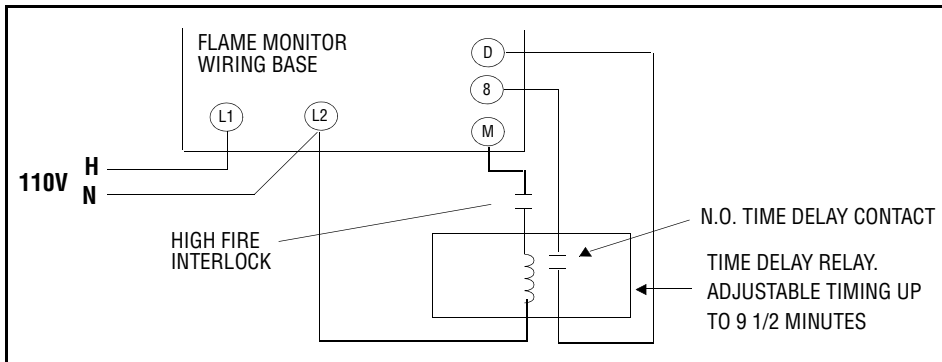 FLAME MONITOR
WIRING BASE
D
8
L1
L2
M
110V
H
N
HIGH FIRE
INTERLOCK
N.O. TIME DELAY CONTACT
TIME DELAY RELAY.
ADJUSTABLE TIMING UP
TO 9 1/2 MINUTES